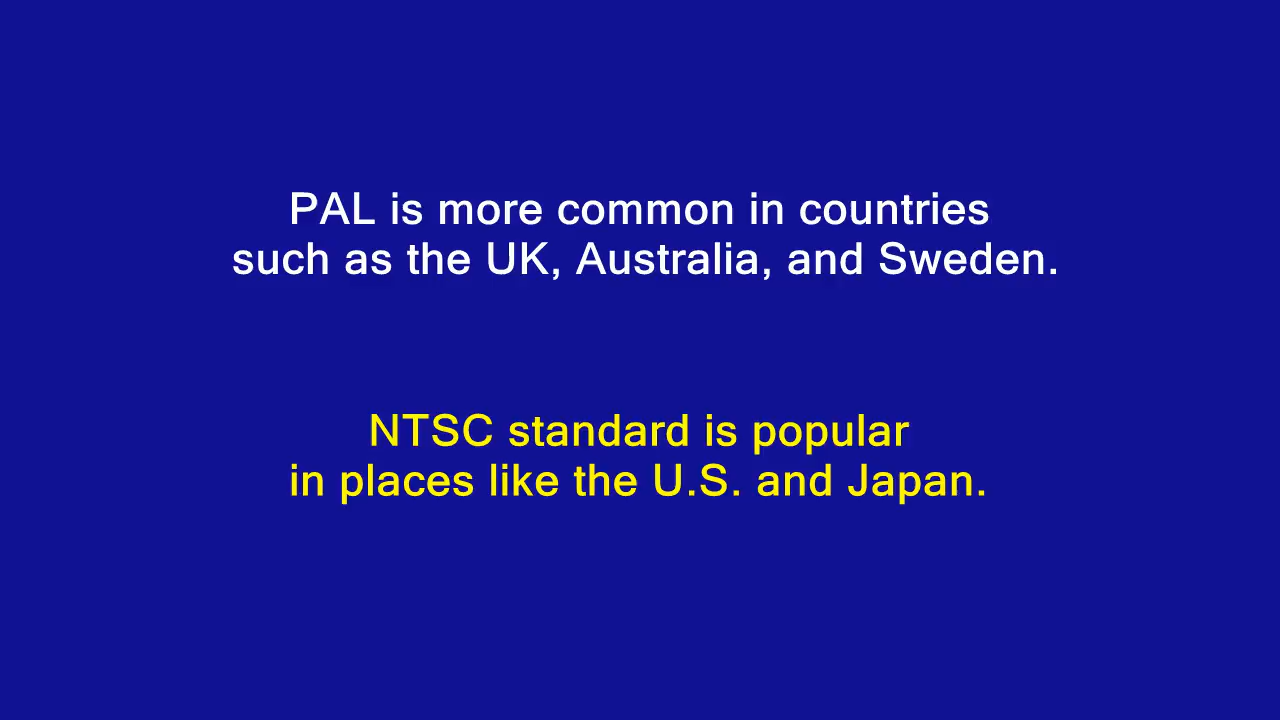 PAL is more common in countries
such as the UK, Australia, and Sweden.
NTSC standard is popular
in places like the U.S. and Japan.